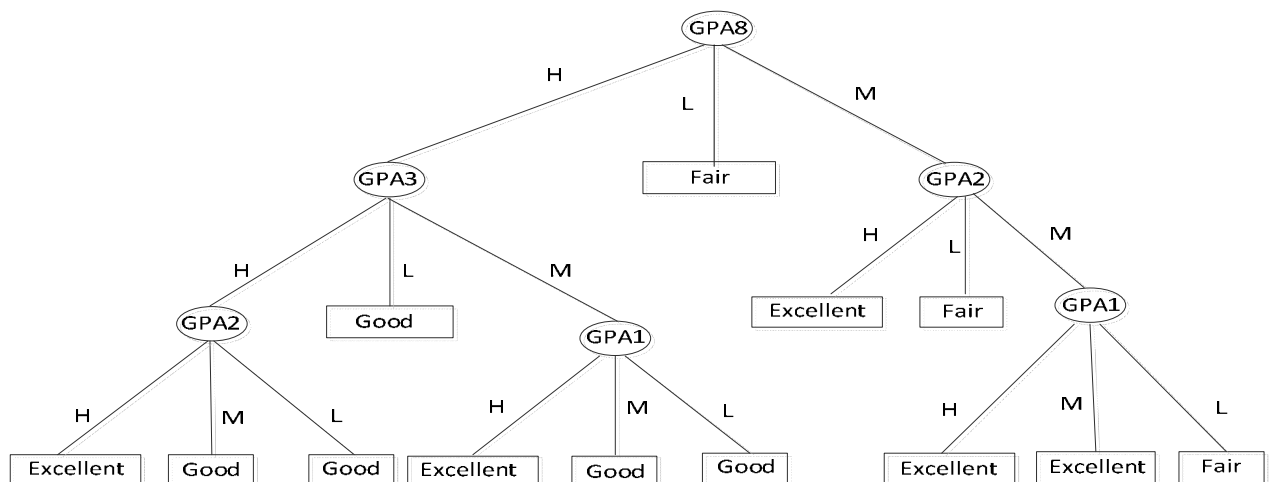 GPA8
H
L
M
GPA3
Fair
GPA2
H
L
M
H
L
M
GPA2
Good
GPA1
Excellent
Fair
GPA1
H
M
L
H
M
L
H
M
L
Excellent
Good
Good
Excellent
Good
Good
Excellent
Excellent
Fair